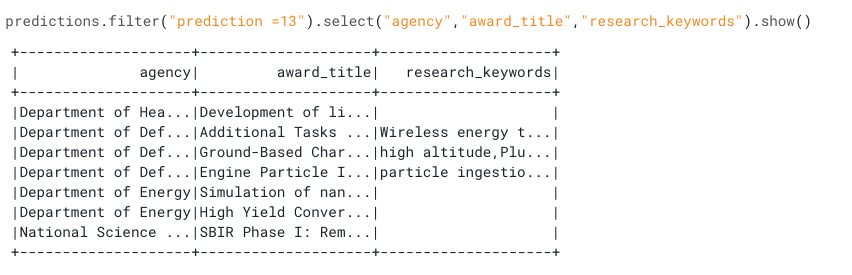 predictions.filter("prediction =13").select("agency","award_title","research_keywords").show()
+--------------------+--------------------+--------------------+
|              agency|         award_title|   research_keywords|
+--------------------+--------------------+--------------------+
|Department of Hea...|Development of li...|                    |
|Department of Def...|Additional Tasks ...|Wireless energy t...|
|Department of Def...|Ground-Based Char...|high altitude,Plu...|
|Department of Def...|Engine Particle I...|particle ingestio...|
|Department of Energy|Simulation of nan...|                    |
|Department of Energy|High Yield Conver...|                    |
|National Science ...|SBIR Phase I: Rem...|                    |
+--------------------+--------------------+--------------------+